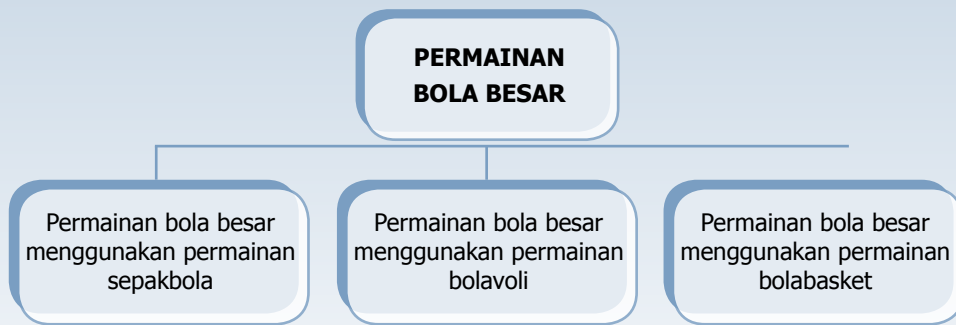 PERMAINAN
BOLA BESAR
Permainan bola besar
menggunakan permainan
sepakbola
Permainan bola besar
menggunakan permainan
bolavoli
Permainan bola besar
menggunakan permainan
bolabasket